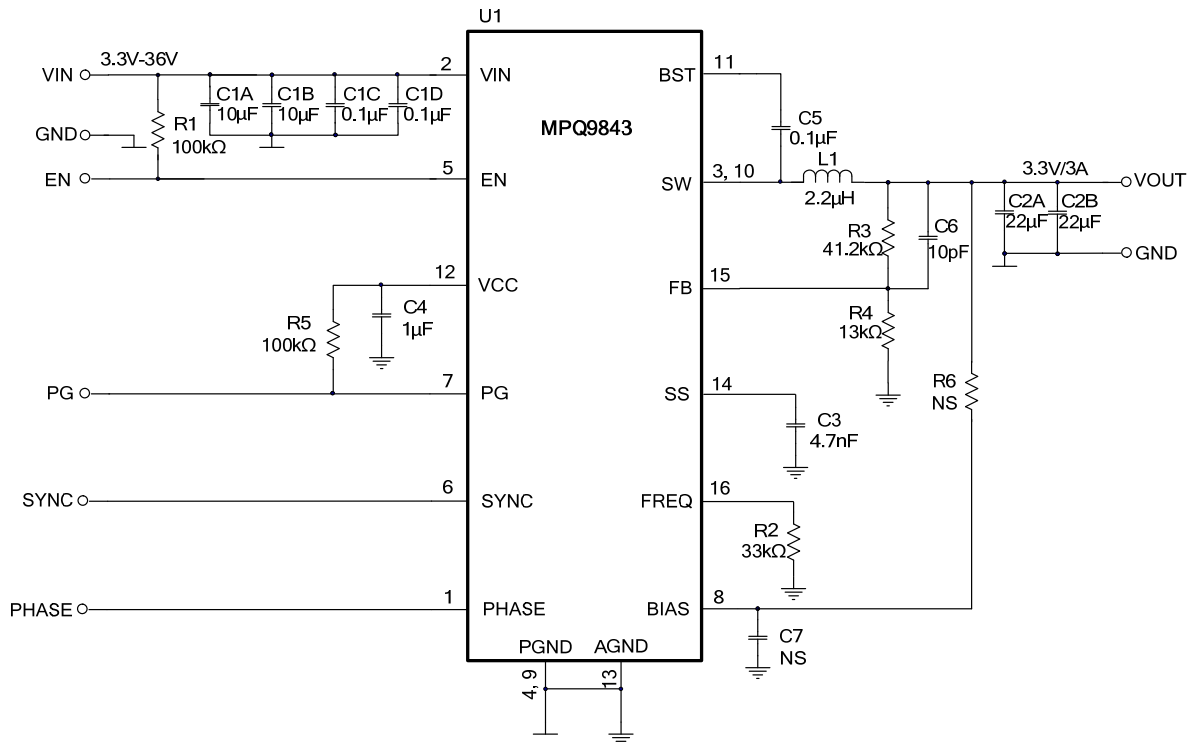 U1
MPQ9843
VIN
3.3V-36V
2
VIN
C1A
10µF
C1B
10µF
C1C
0.1µF
C1D
0.1µF
GND
R1
100kΩ
EN
5
EN
12
VCC
C4
1µF
R5
100kΩ
PG
7
PG
SYNC
6
SYNC
PHASE
1
PHASE
PGND
4, 9
AGND
13
BST
11
C5
0.1µF
SW
3, 10
L1
2.2µH
3.3V/3A
VOUT
C2A
22µF
C2B
22µF
GND
R3
41.2kΩ
C6
10pF
FB
15
R4
13kΩ
R6
NS
SS
14
C3
4.7nF
FREQ
16
R2
33kΩ
BIAS
8
C7
NS